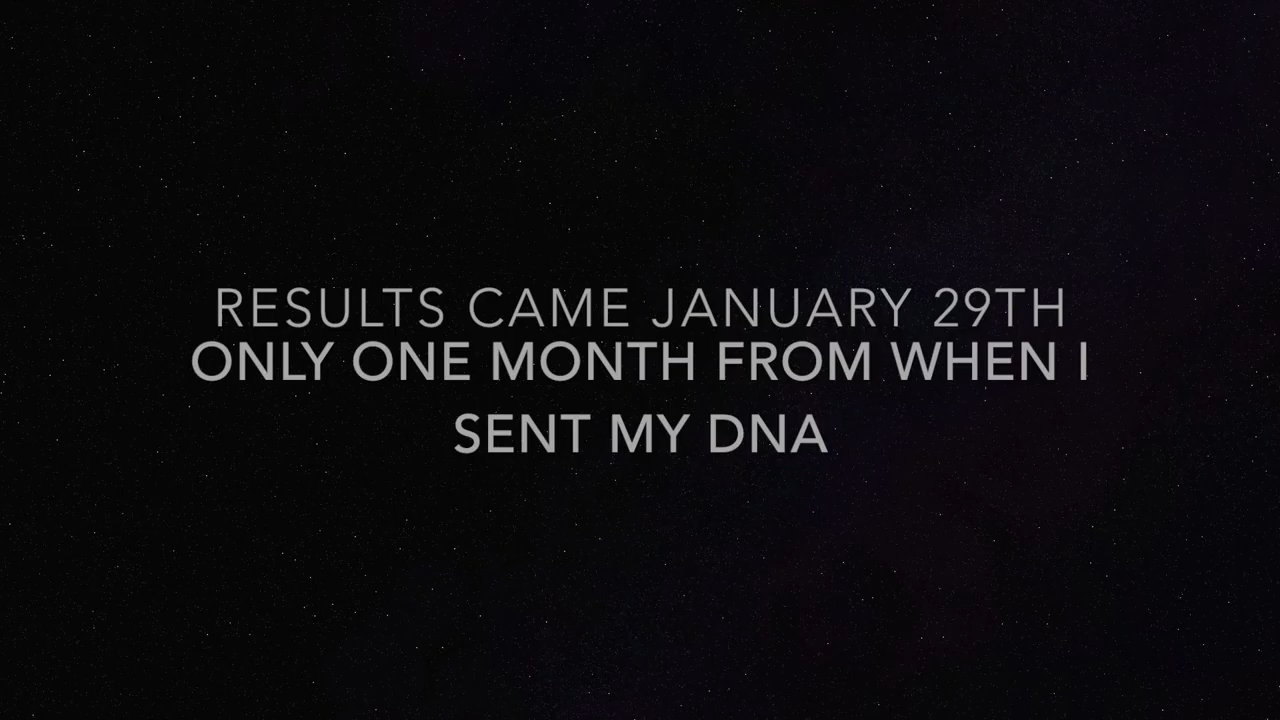 RESULTS CAME JANUARY 29TH
ONLY ONE MONTH FROM WHEN I
SENT MY DNA